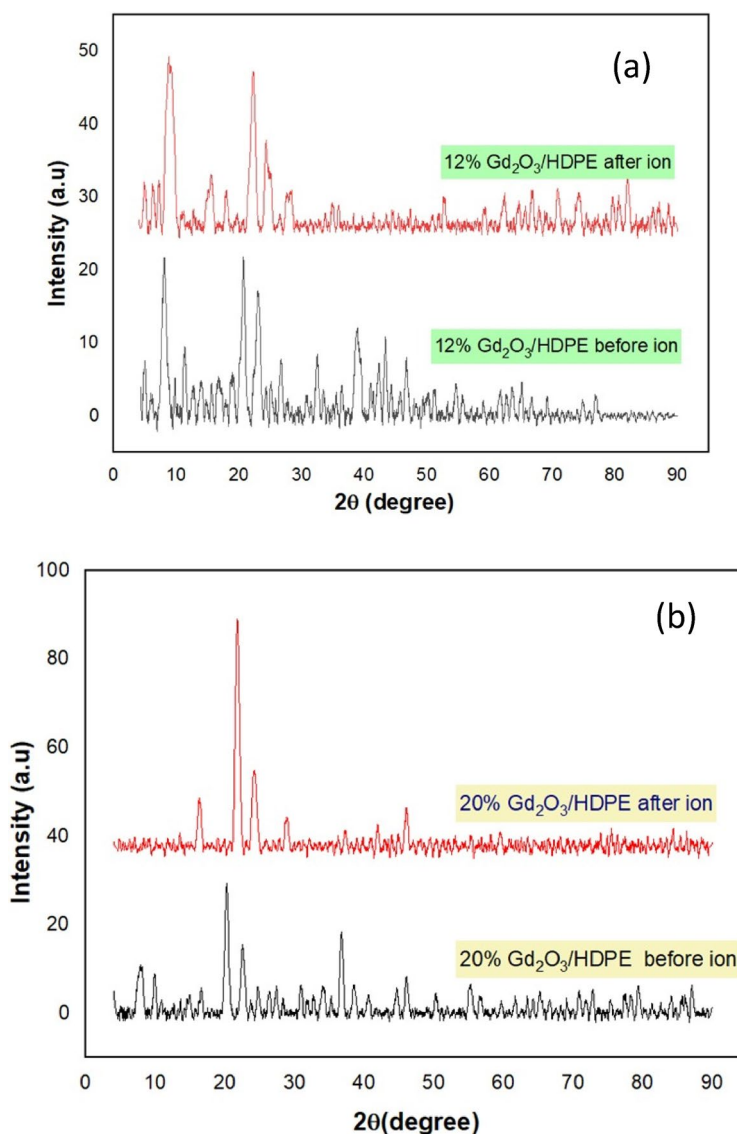 (a)
50
40
30
20
10
0
Intensity (a.u)
12% Gd₂O₃/HDPE after ion
12% Gd₂O₃/HDPE before ion
0 10 20 30 40 50 60 70 80 90
2θ (degree)
(b)
100
80
60
40
20
0
Intensity (a.u)
20% Gd₂O₃/HDPE after ion
20% Gd₂O₃/HDPE before ion
0 10 20 30 40 50 60 70 80 90
2θ(degree)